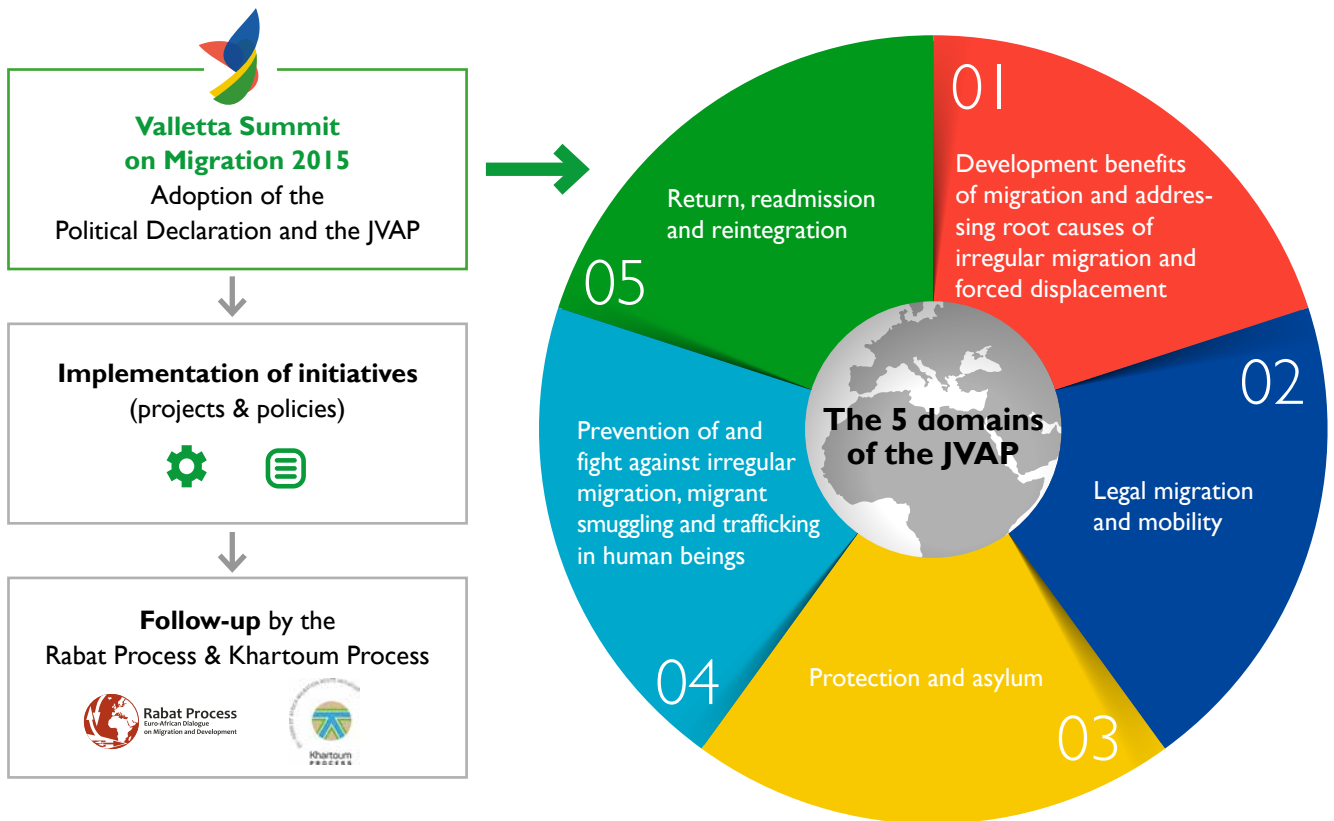 Valletta Summit
on Migration 2015
Adoption of the
Political Declaration and the JVAP
Implementation of initiatives
(projects & policies)
Follow-up by the
Rabat Process & Khartoum Process
Rabat Process
Euro-African Dialogue
on Migration and Development
Khartoum
PROCESS
01
Development benefits
of migration and addres-
sing root causes of
irregular migration and
forced displacement
02
Legal migration
and mobility
03
Protection and asylum
04
Prevention of and
fight against irregular
migration, migrant
smuggling and trafficking
in human beings
05
Return, readmission
and reintegration
The 5 domains
of the JVAP